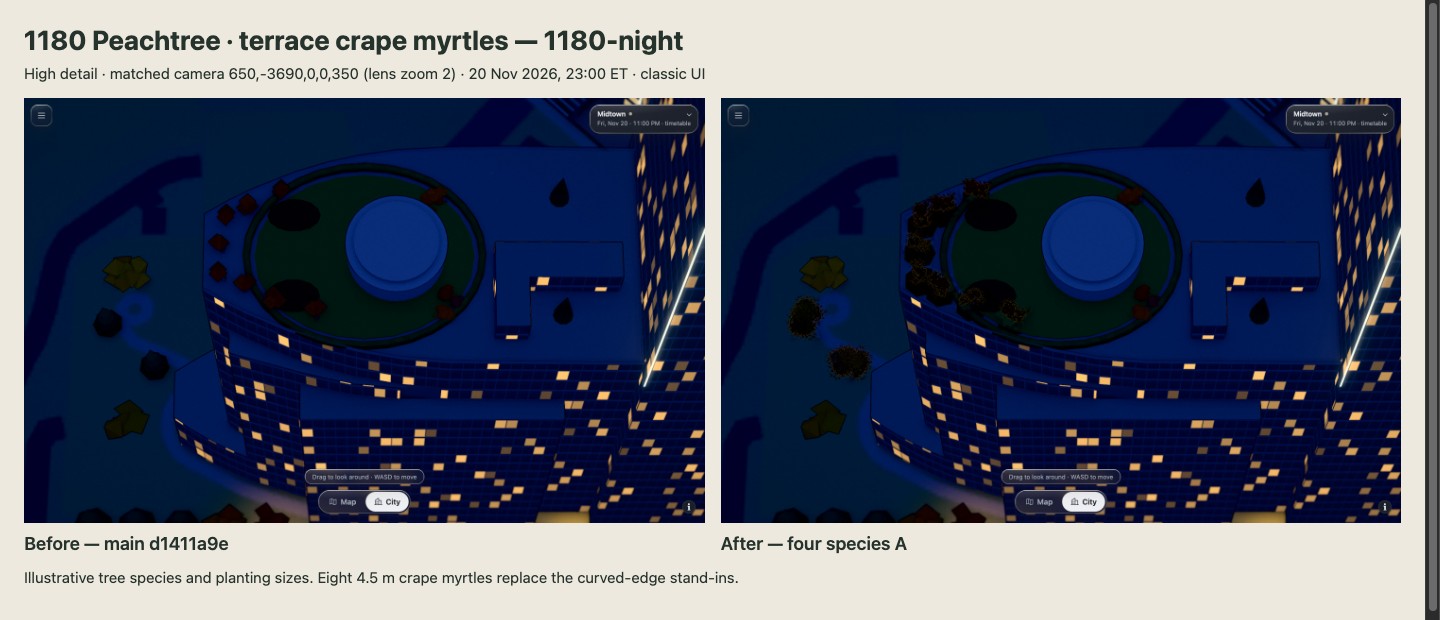 1180 Peachtree · terrace crape myrtles — 1180-night
High detail · matched camera 650,-3690,0,0,350 (lens zoom 2) · 20 Nov 2026, 23:00 ET · classic UI
Midtown
Fri, Nov 20 · 11:00 PM · timetable
Drag to look around · WASD to move
Map
City
i
Midtown
Fri, Nov 20 · 11:00 PM · timetable
Drag to look around · WASD to move
Map
City
i
Before — main d1411a9e
After — four species A
Illustrative tree species and planting sizes. Eight 4.5 m crape myrtles replace the curved-edge stand-ins.